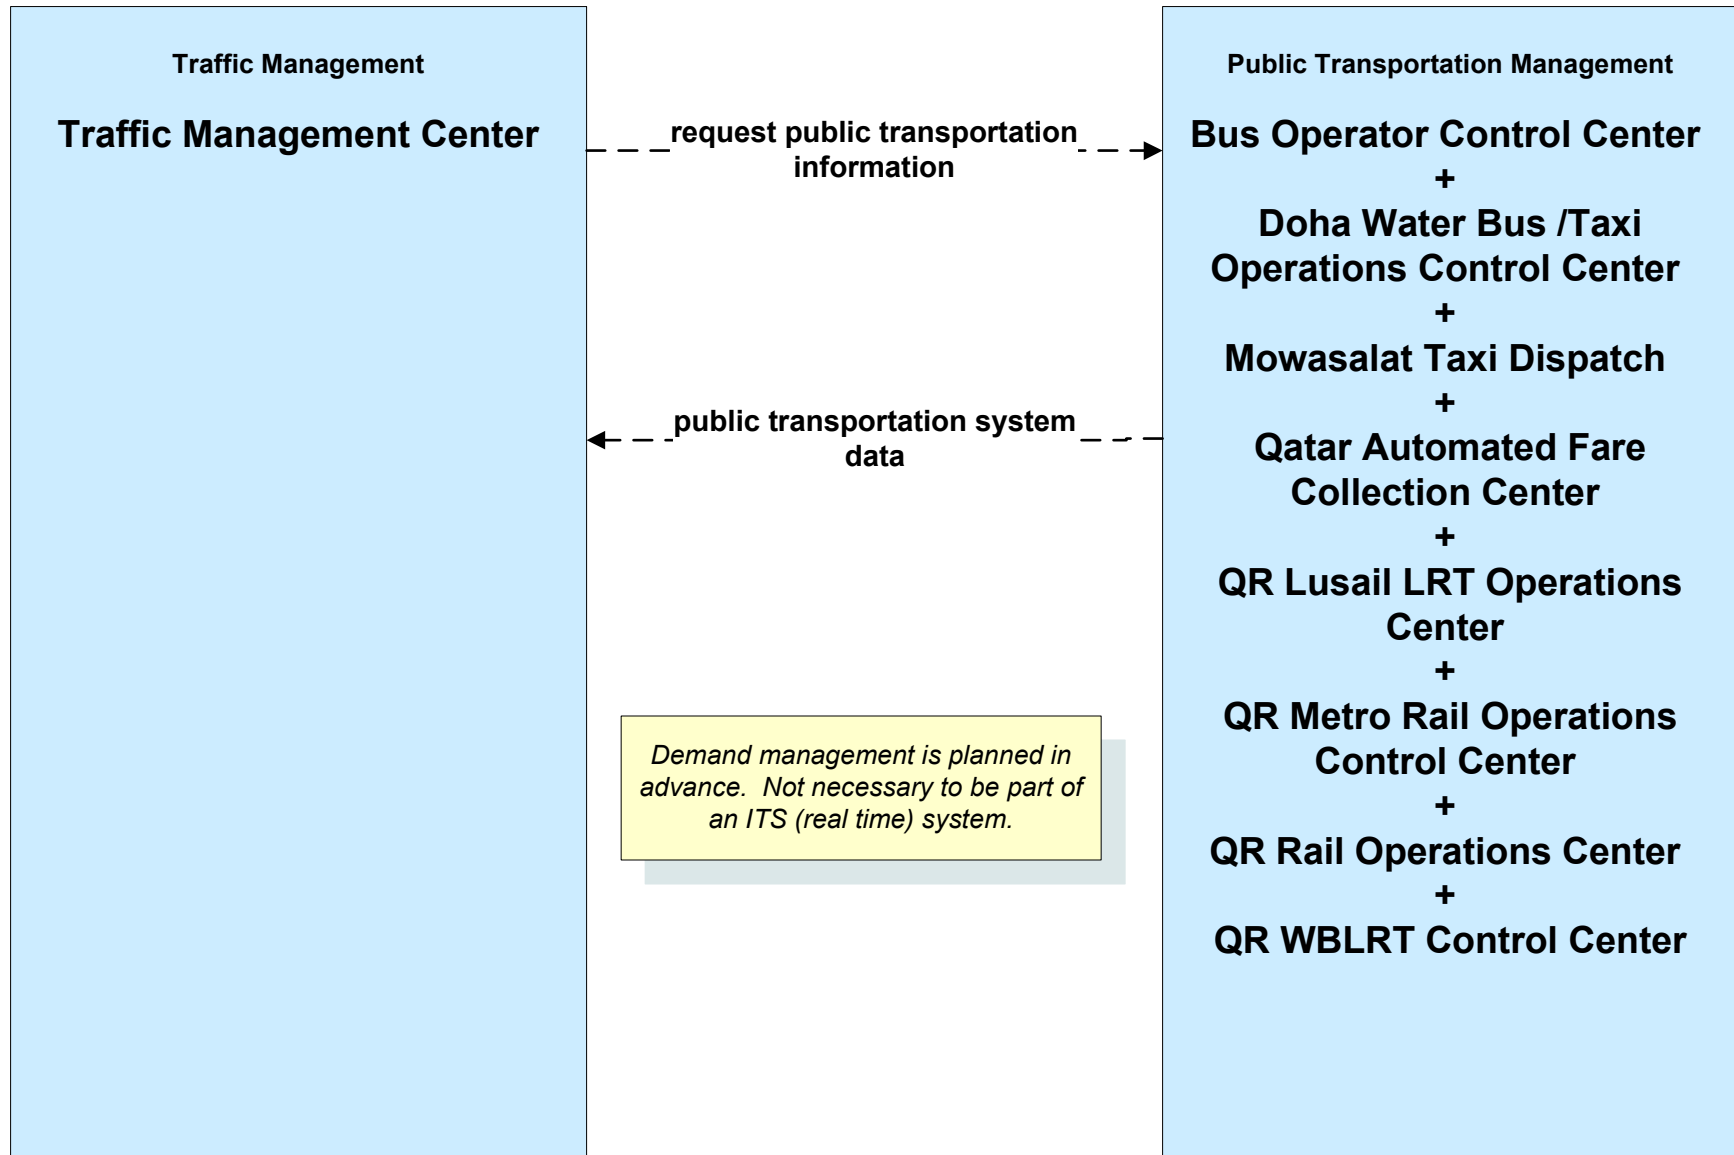 Traffic Management
Traffic Management Center
request public transportation
information
public transportation system
data
Demand management is planned in
advance.  Not necessary to be part of
an ITS (real time) system.
Public Transportation Management
Bus Operator Control Center
+
Doha Water Bus /Taxi
Operations Control Center
+
Mowasalat Taxi Dispatch
+
Qatar Automated Fare
Collection Center
+
QR Lusail LRT Operations
Center
+
QR Metro Rail Operations
Control Center
+
QR Rail Operations Center
+
QR WBLRT Control Center